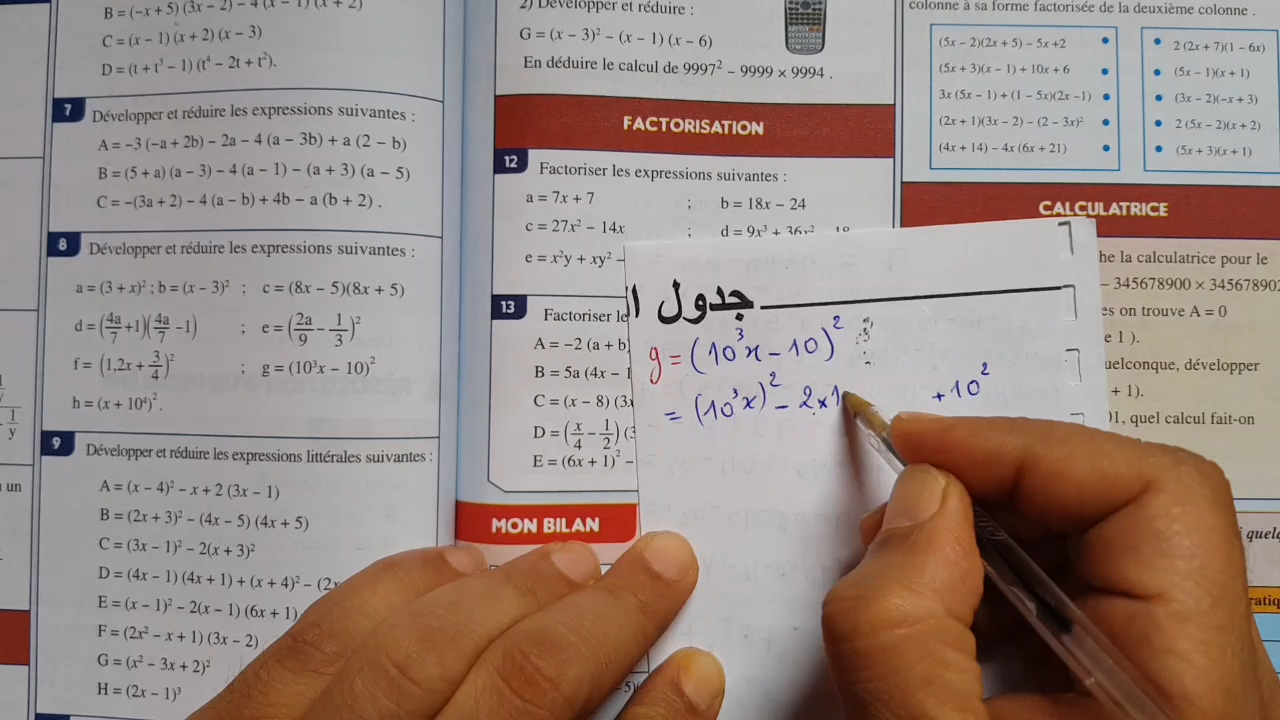 B = (−x + 5) (3x − 2) − 4 (x − 1) (x + 2)
C = (x − 1) (x + 2) (x − 3)
D = (t + t³ − 1) (t⁴ − 2t + t²).
7 Développer et réduire les expressions suivantes :
A = −3 (−a + 2b) − 2a − 4 (a − 3b) + a (2 − b)
B = (5 + a) (a − 3) − 4 (a − 1) − (a + 3) (a − 5)
C = −(3a + 2) − 4 (a − b) + 4b − a (b + 2) .
8 Développer et réduire les expressions suivantes :
a = (3 + x)² ; b = (x − 3)² ; c = (8x − 5)(8x + 5)
d = (4a/7 + 1)(4a/7 − 1) ; e = (2a/9 − 1/3)²
f = (1,2x + 3/4)² ; g = (10³x − 10)²
h = (x + 10⁴)² .
9 Développer et réduire les expressions littérales suivantes :
A = (x − 4)² − x + 2 (3x − 1)
B = (2x + 3)² − (4x − 5) (4x + 5)
C = (3x − 1)² − 2(x + 3)²
D = (4x − 1) (4x + 1) + (x + 4)² − (2x
E = (x − 1)² − 2(x − 1) (6x + 1)
F = (2x² − x + 1) (3x − 2)
G = (x² − 3x + 2)²
H = (2x − 1)³
un
2) Développer et réduire :
G = (x − 3)² − (x − 1) (x − 6)
En déduire le calcul de 9997² − 9999 × 9994 .
FACTORISATION
12 Factoriser les expressions suivantes :
a = 7x + 7 ; b = 18x − 24
c = 27x² − 14x ; d = 9x³ + 36x² − 18
e = x²y + xy² −
13 Factoriser le
A = −2 (a + b)
B = 5a (4x − 1
C = (x − 8) (3x
D = (x/4 − 1/2) (3
E = (6x + 1)² −
MON BILAN
جدول ا
g = (10³x − 10)²
= (10³x)² − 2 × 1 + 10²
colonne à sa forme factorisée de la deuxième colonne .
(5x − 2)(2x + 5) − 5x + 2
(5x + 3)(x − 1) + 10x + 6
3x (5x − 1) + (1 − 5x)(2x − 1)
(2x + 1)(3x − 2) − (2 − 3x)²
(4x + 14) − 4x (6x + 21)
2 (2x + 7)(1 − 6x)
(5x − 1)(x + 1)
(3x − 2)(−x + 3)
2 (5x − 2)(x + 2)
(5x + 3)(x + 1)
CALCULATRICE
he la calculatrice pour le
− 345678900 × 345678902
es on trouve A = 0
e 1 ).
uelconque, développer
+ 1).
01, quel calcul fait-on